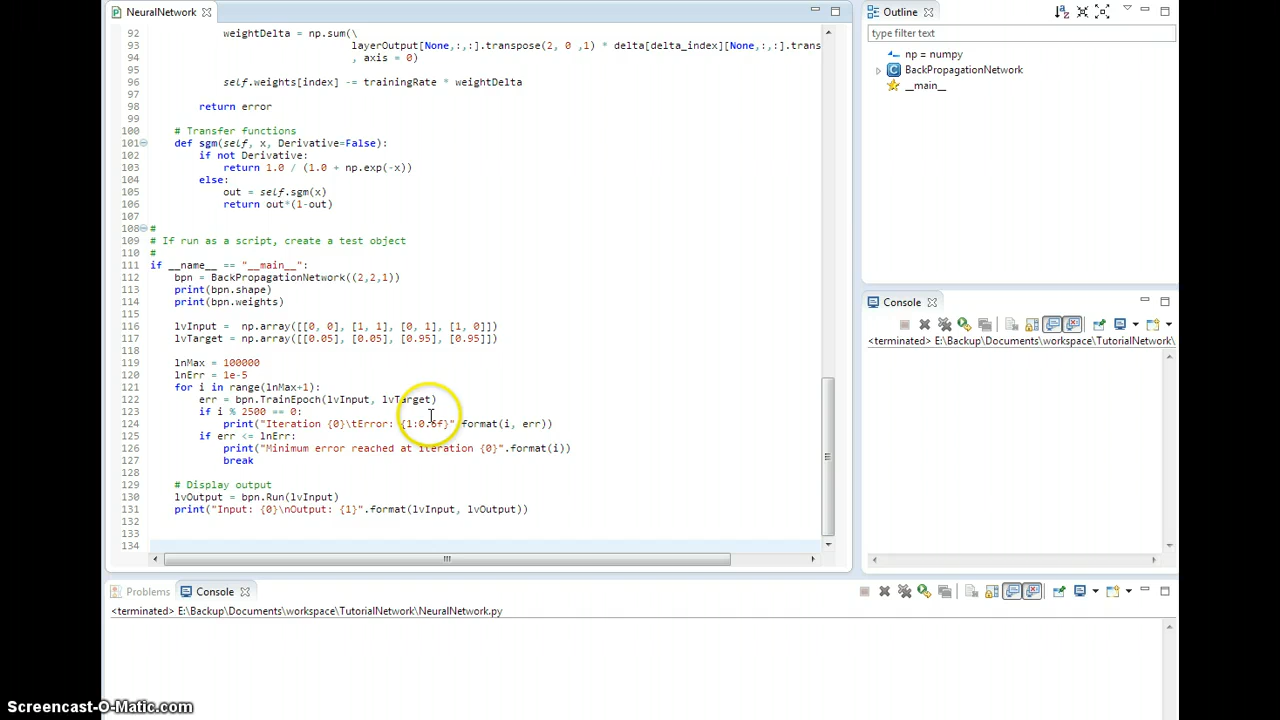 NeuralNetwork
92 weightDelta = np.sum(\
93 layerOutput[None,:,:].transpose(2, 0 ,1) * delta[delta_index][None,:,:].trans
94 , axis = 0)
95
96 self.weights[index] -= trainingRate * weightDelta
97
98 return error
99
100 # Transfer functions
101 def sgm(self, x, Derivative=False):
102 if not Derivative:
103 return 1.0 / (1.0 + np.exp(-x))
104 else:
105 out = self.sgm(x)
106 return out*(1-out)
107
108 #
109 # If run as a script, create a test object
110 #
111 if __name__ == "__main__":
112 bpn = BackPropagationNetwork((2,2,1))
113 print(bpn.shape)
114 print(bpn.weights)
115
116 lvInput = np.array([[0, 0], [1, 1], [0, 1], [1, 0]])
117 lvTarget = np.array([[0.05], [0.05], [0.95], [0.95]])
118
119 lnMax = 100000
120 lnErr = 1e-5
121 for i in range(lnMax+1):
122 err = bpn.TrainEpoch(lvInput, lvTarget)
123 if i % 2500 == 0:
124 print("Iteration {0}\tError: {1:0.6f}".format(i, err))
125 if err <= lnErr:
126 print("Minimum error reached at iteration {0}".format(i))
127 break
128
129 # Display output
130 lvOutput = bpn.Run(lvInput)
131 print("Input: {0}\nOutput: {1}".format(lvInput, lvOutput))
132
133
134
Outline
type filter text
np = numpy
BackPropagationNetwork
__main__
Console
<terminated> E:\Backup\Documents\workspace\TutorialNetwork\
Problems Console
<terminated> E:\Backup\Documents\workspace\TutorialNetwork\NeuralNetwork.py
Screencast-O-Matic.com